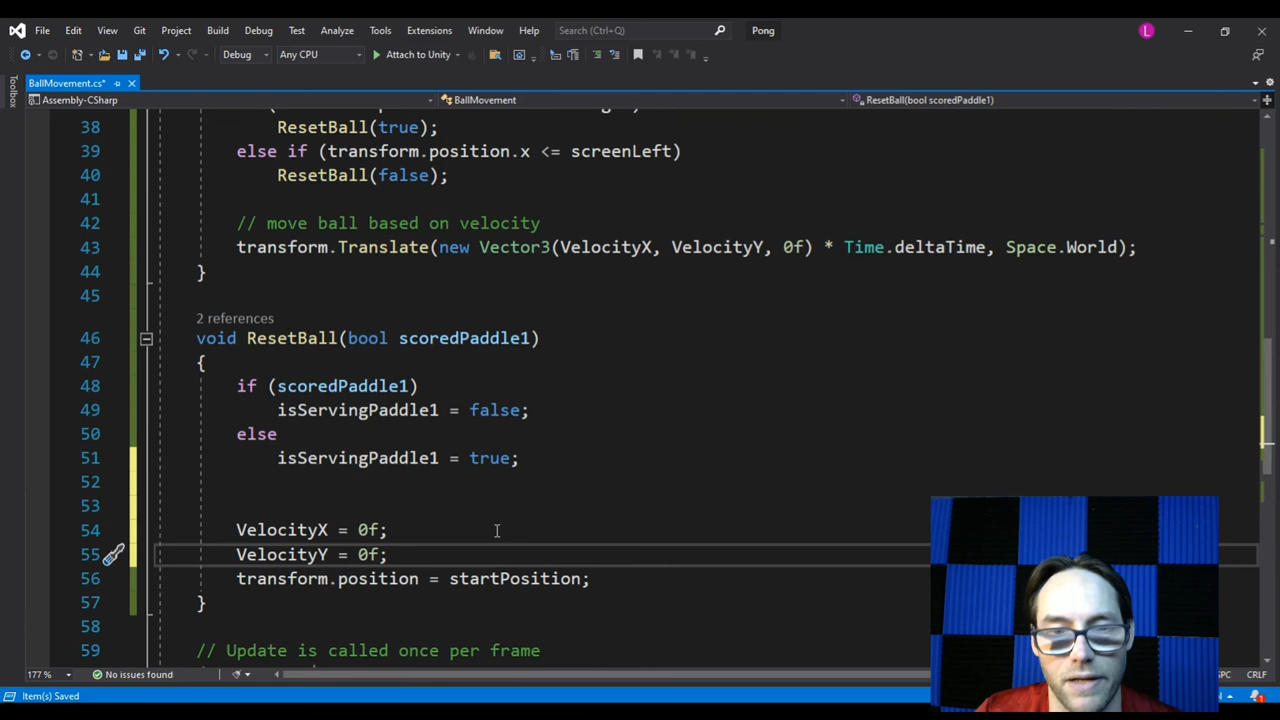 File Edit View Git Project Build Debug Test Analyze Tools Extensions Window Help Search (Ctrl+Q) Pong L
Debug Any CPU Attach to Unity
BallMovement.cs*
Toolbox
Assembly-CSharp BallMovement ResetBall(bool scoredPaddle1)
38 ResetBall(true);
39 else if (transform.position.x <= screenLeft)
40 ResetBall(false);
41
42 // move ball based on velocity
43 transform.Translate(new Vector3(VelocityX, VelocityY, 0f) * Time.deltaTime, Space.World);
44 }
45
2 references
46 void ResetBall(bool scoredPaddle1)
47 {
48 if (scoredPaddle1)
49 isServingPaddle1 = false;
50 else
51 isServingPaddle1 = true;
52
53
54 VelocityX = 0f;
55 VelocityY = 0f;
56 transform.position = startPosition;
57 }
58
59 // Update is called once per frame
177 % No issues found SPC CRLF
Item(s) Saved 1